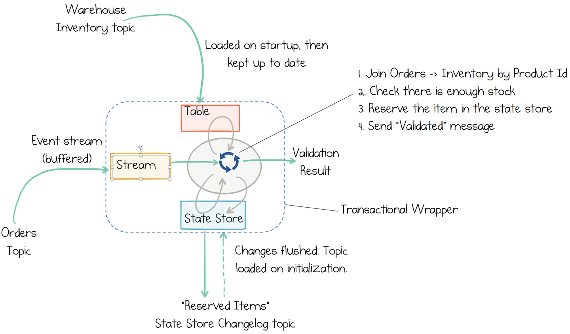 Warehouse
Inventory topic
Loaded on startup, then
kept up to date
1. Join Orders -> Inventory by Product Id
2. Check there is enough stock
3. Reserve the item in the state store
4. Send "Validated" message
Table
Event stream
(buffered)
Stream
Validation
Result
State Store
Transactional Wrapper
Orders
Topic
Changes flushed. Topic
loaded on initialization.
"Reserved Items"
State Store Changelog topic